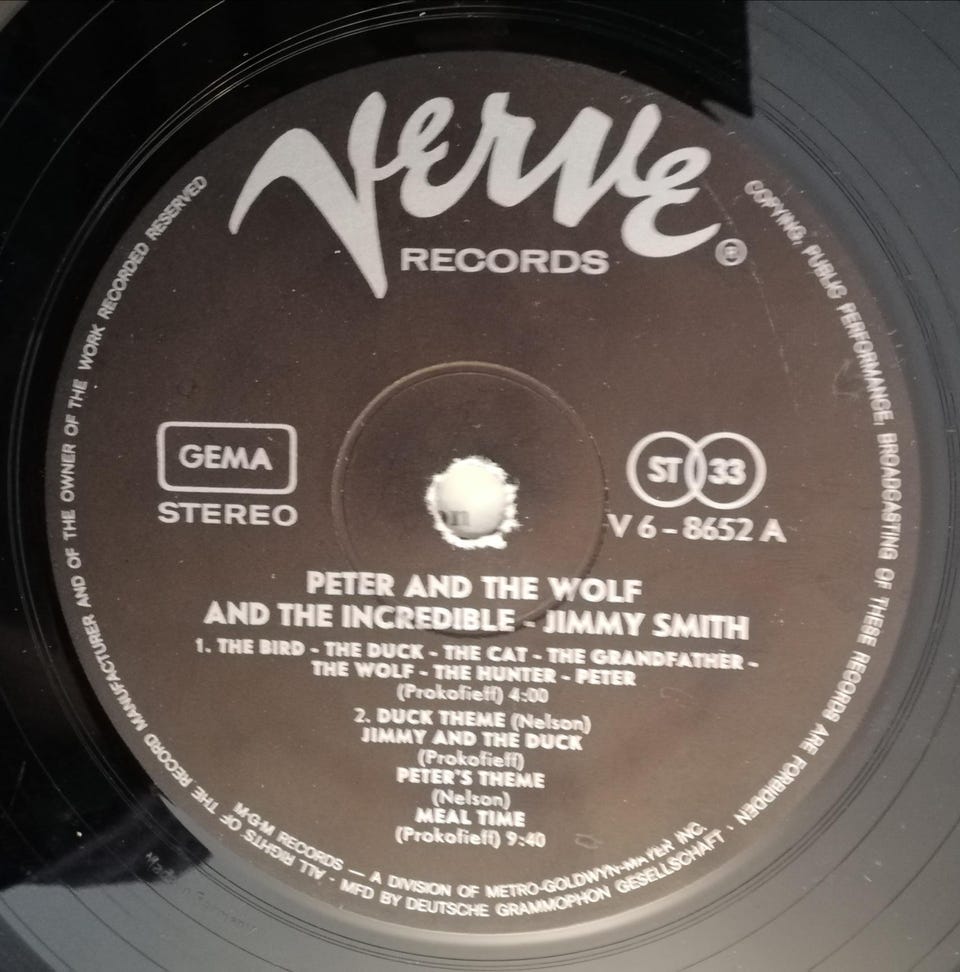 Verve
RECORDS
®
GEMA
STEREO
ST 33
V 6 - 8652 A
PETER AND THE WOLF
AND THE INCREDIBLE - JIMMY SMITH
1. THE BIRD - THE DUCK - THE CAT - THE GRANDFATHER -
THE WOLF - THE HUNTER - PETER
(Prokofieff) 4:00
2. DUCK THEME (Nelson)
JIMMY AND THE DUCK
(Prokofieff)
PETER'S THEME
(Nelson)
MEAL TIME
(Prokofieff) 9:40
M-G-M RECORDS — A DIVISION OF METRO-GOLDWYN-MAYER INC.
ALL RIGHTS OF THE RECORD MANUFACTURER AND OF THE OWNER OF THE WORK RECORDED RESERVED
COPYING, PUBLIC PERFORMANCE, BROADCASTING OF THESE RECORDS ARE FORBIDDEN
· MFD BY DEUTSCHE GRAMMOPHON GESELLSCHAFT ·